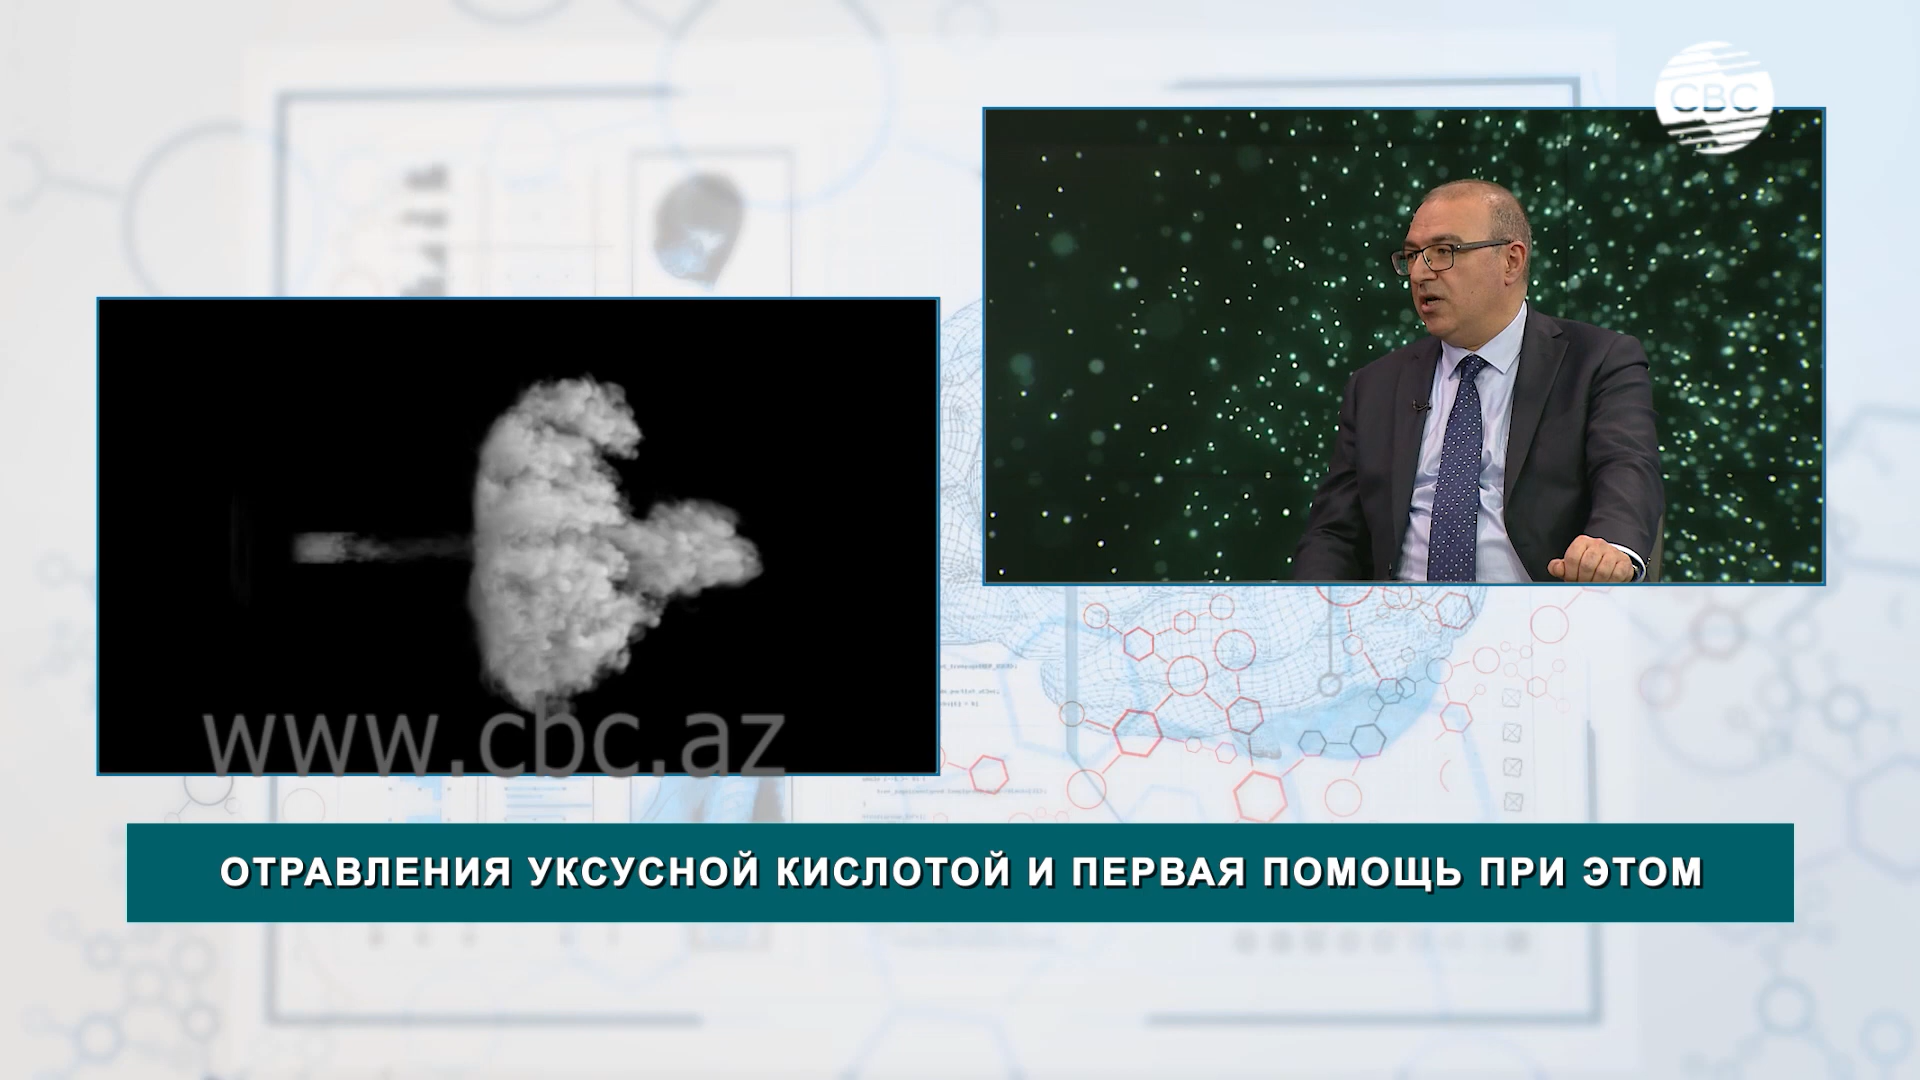 CBC
www.cbc.az
ОТРАВЛЕНИЯ УКСУСНОЙ КИСЛОТОЙ И ПЕРВАЯ ПОМОЩЬ ПРИ ЭТОМ